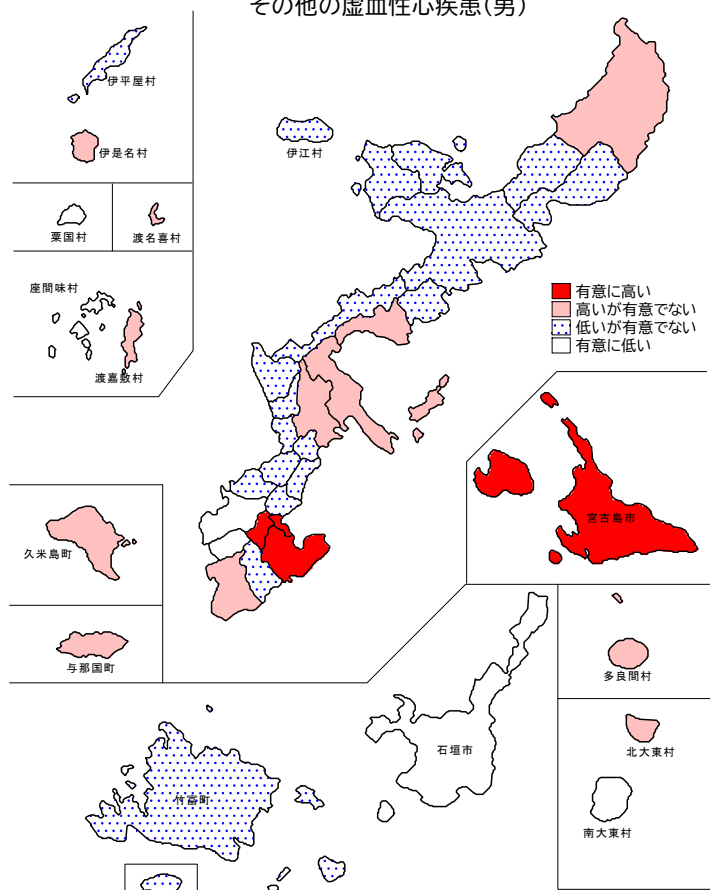 その他の虚血性心疾患(男)
伊平屋村
伊是名村
伊江村
粟国村
渡名喜村
座間味村
渡嘉敷村
有意に高い
高いが有意でない
低いが有意でない
有意に低い
宮古島市
久米島町
与那国町
多良間村
北大東村
石垣市
竹富町
南大東村